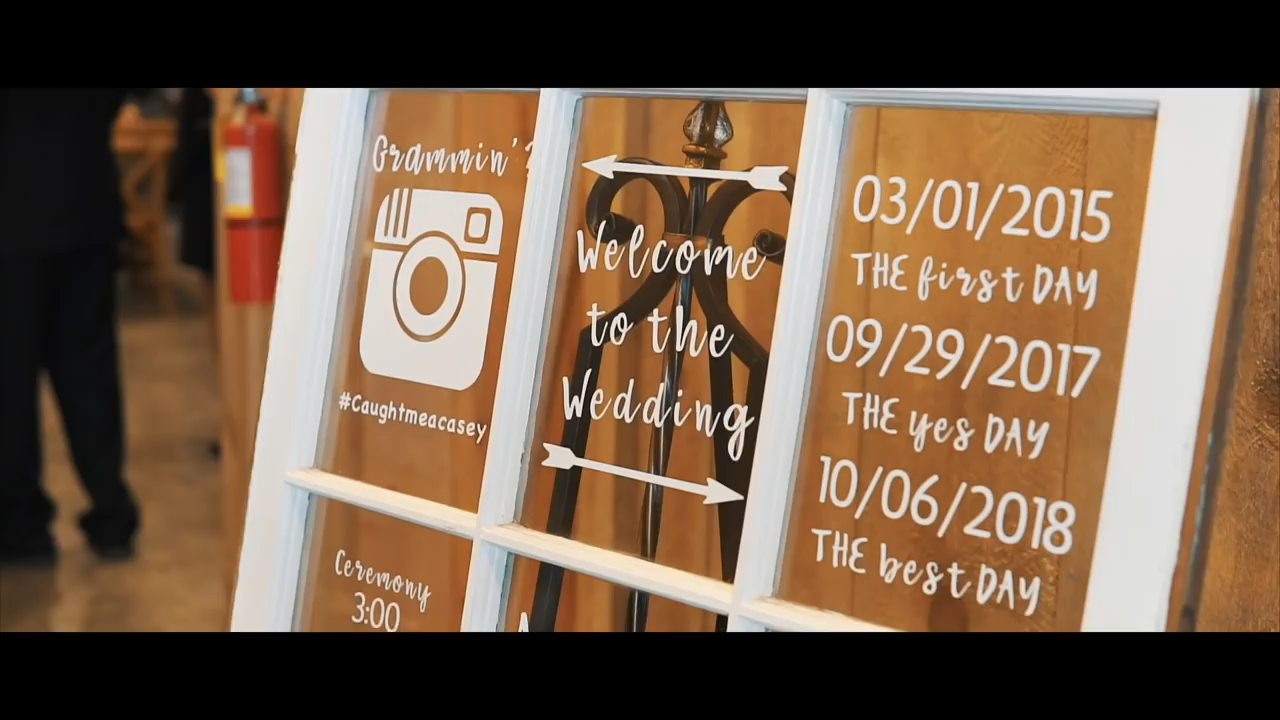 Grammin'?
#Caughtmeacasey
Ceremony
3:00
Welcome
to the
Wedding
03/01/2015
THE first DAY
09/29/2017
THE yes DAY
10/06/2018
THE best DAY